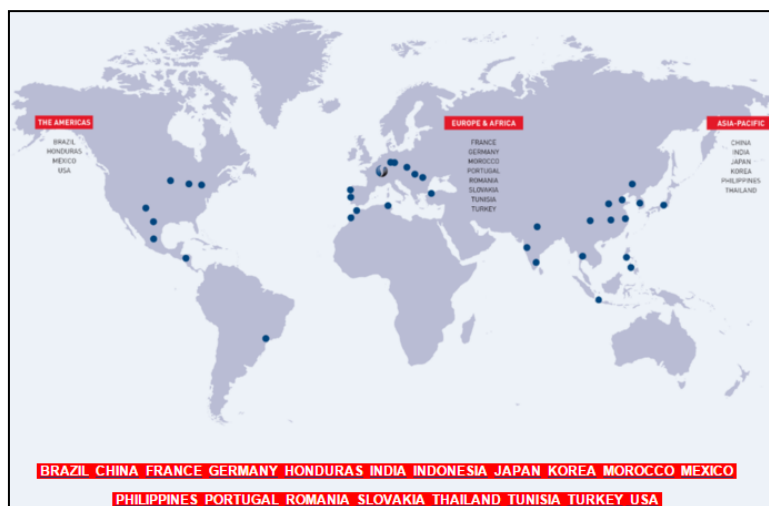 THE AMERICAS
BRAZIL
HONDURAS
MEXICO
USA
EUROPE & AFRICA
FRANCE
GERMANY
MOROCCO
PORTUGAL
ROMANIA
SLOVAKIA
TUNISIA
TURKEY
ASIA-PACIFIC
CHINA
INDIA
JAPAN
KOREA
PHILIPPINES
THAILAND
BRAZIL CHINA FRANCE GERMANY HONDURAS INDIA INDONESIA JAPAN KOREA MOROCCO MEXICO
PHILIPPINES PORTUGAL ROMANIA SLOVAKIA THAILAND TUNISIA TURKEY USA